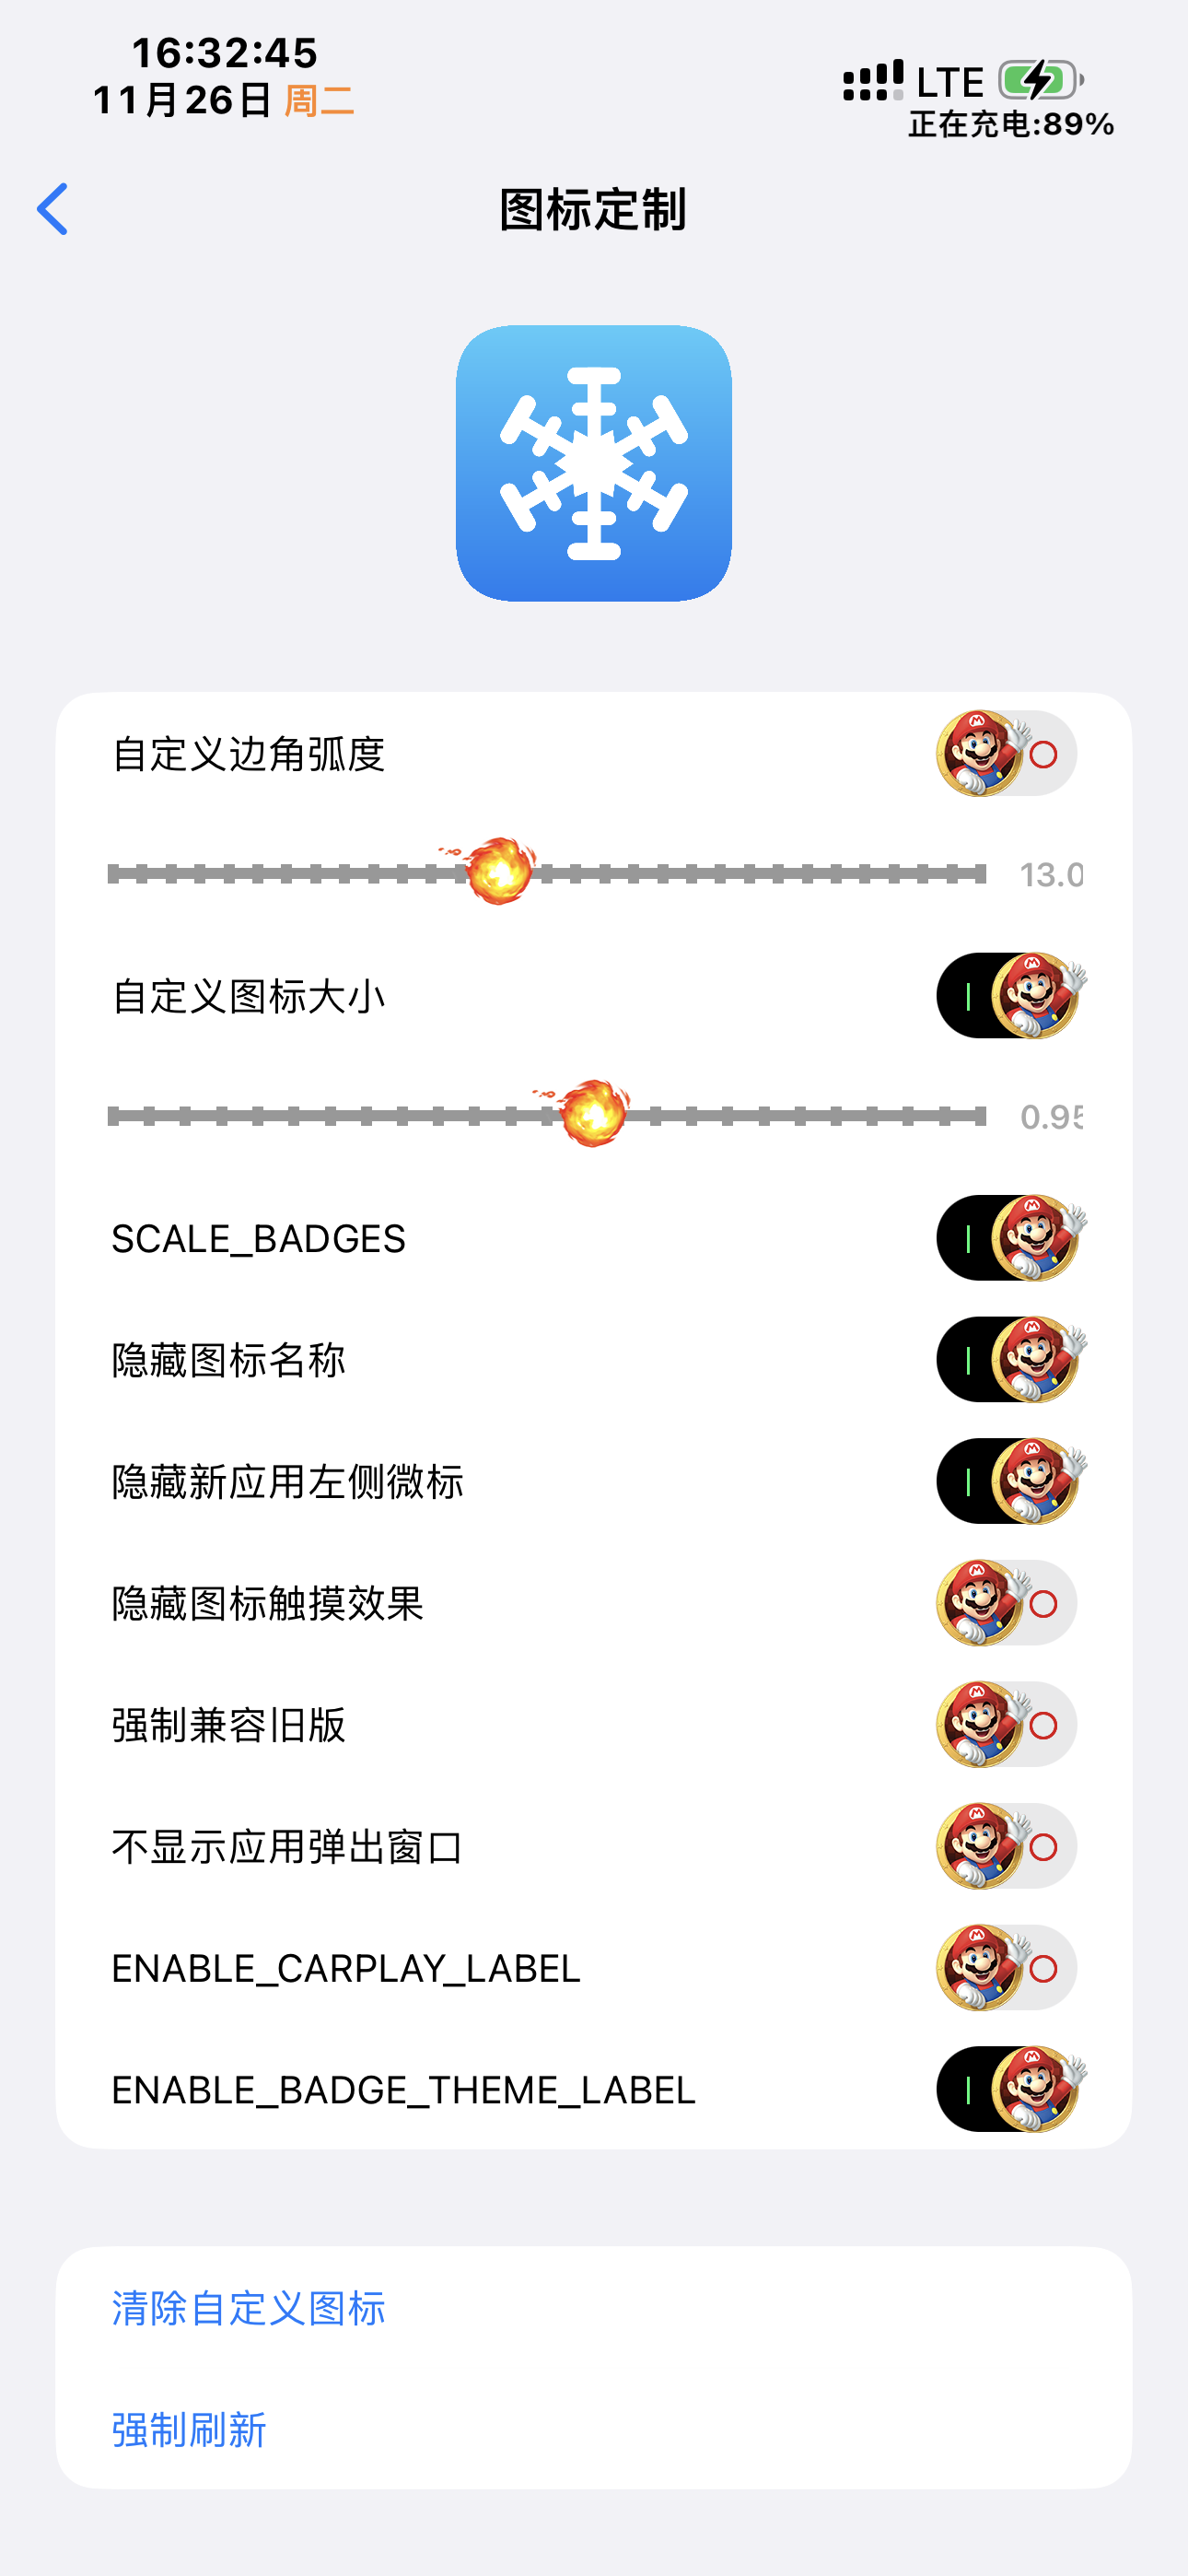 16:32:45
11月26日 周二
LTE
正在充电:89%
图标定制
自定义边角弧度
13.0
自定义图标大小
0.95
SCALE_BADGES
隐藏图标名称
隐藏新应用左侧微标
隐藏图标触摸效果
强制兼容旧版
不显示应用弹出窗口
ENABLE_CARPLAY_LABEL
ENABLE_BADGE_THEME_LABEL
清除自定义图标
强制刷新